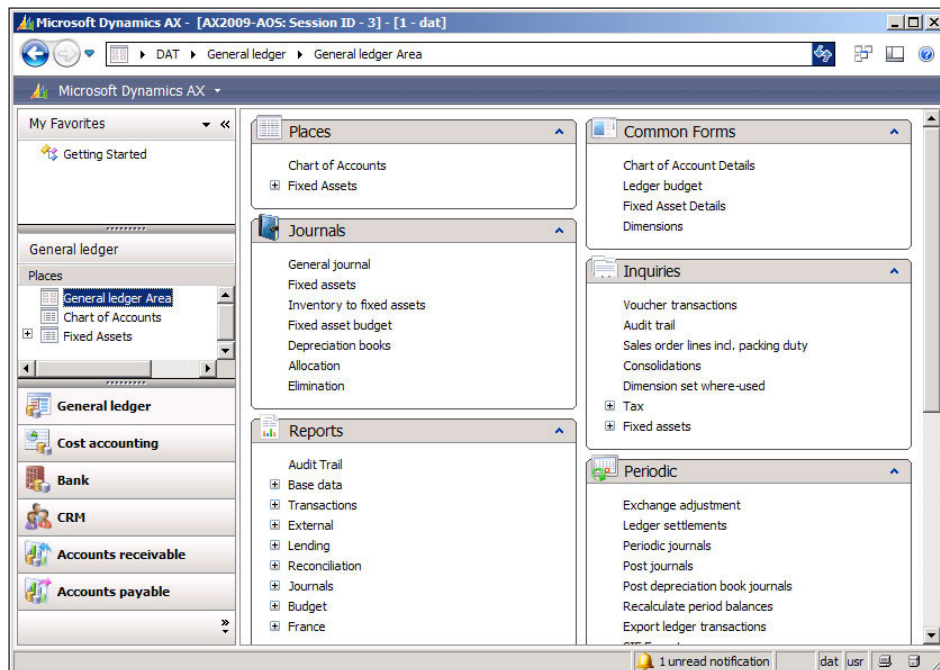 Microsoft Dynamics AX - [AX2009-AOS: Session ID - 3] - [1 - dat]
DAT General ledger General ledger Area
Microsoft Dynamics AX
My Favorites
Getting Started
General ledger
Places
General ledger Area
Chart of Accounts
Fixed Assets
General ledger
Cost accounting
Bank
CRM
Accounts receivable
Accounts payable
Places
Chart of Accounts
Fixed Assets
Journals
General journal
Fixed assets
Inventory to fixed assets
Fixed asset budget
Depreciation books
Allocation
Elimination
Reports
Audit Trail
Base data
Transactions
External
Lending
Reconciliation
Journals
Budget
France
Common Forms
Chart of Account Details
Ledger budget
Fixed Asset Details
Dimensions
Inquiries
Voucher transactions
Audit trail
Sales order lines incl. packing duty
Consolidations
Dimension set where-used
Tax
Fixed assets
Periodic
Exchange adjustment
Ledger settlements
Periodic journals
Post journals
Post depreciation book journals
Recalculate period balances
Export ledger transactions
1 unread notification
dat usr